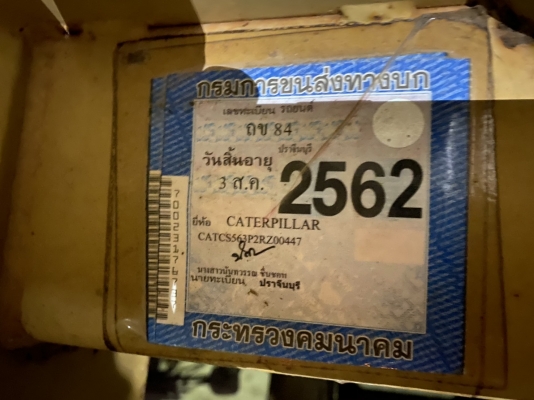 กรมการขนส่งทางบก
เลขทะเบียน รถยนต์
ถข 84
ปราจีนบุรี
วันสิ้นอายุ
3 ส.ค. 2562
ยี่ห้อ CATERPILLAR
CATCS563P2RZ00447
นายทะเบียน ปราจีนบุรี
กระทรวงคมนาคม